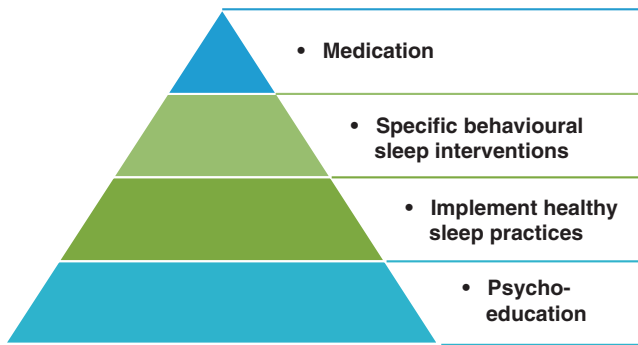 • Medication
• Specific behavioural
sleep interventions
• Implement healthy
sleep practices
• Psycho-
education